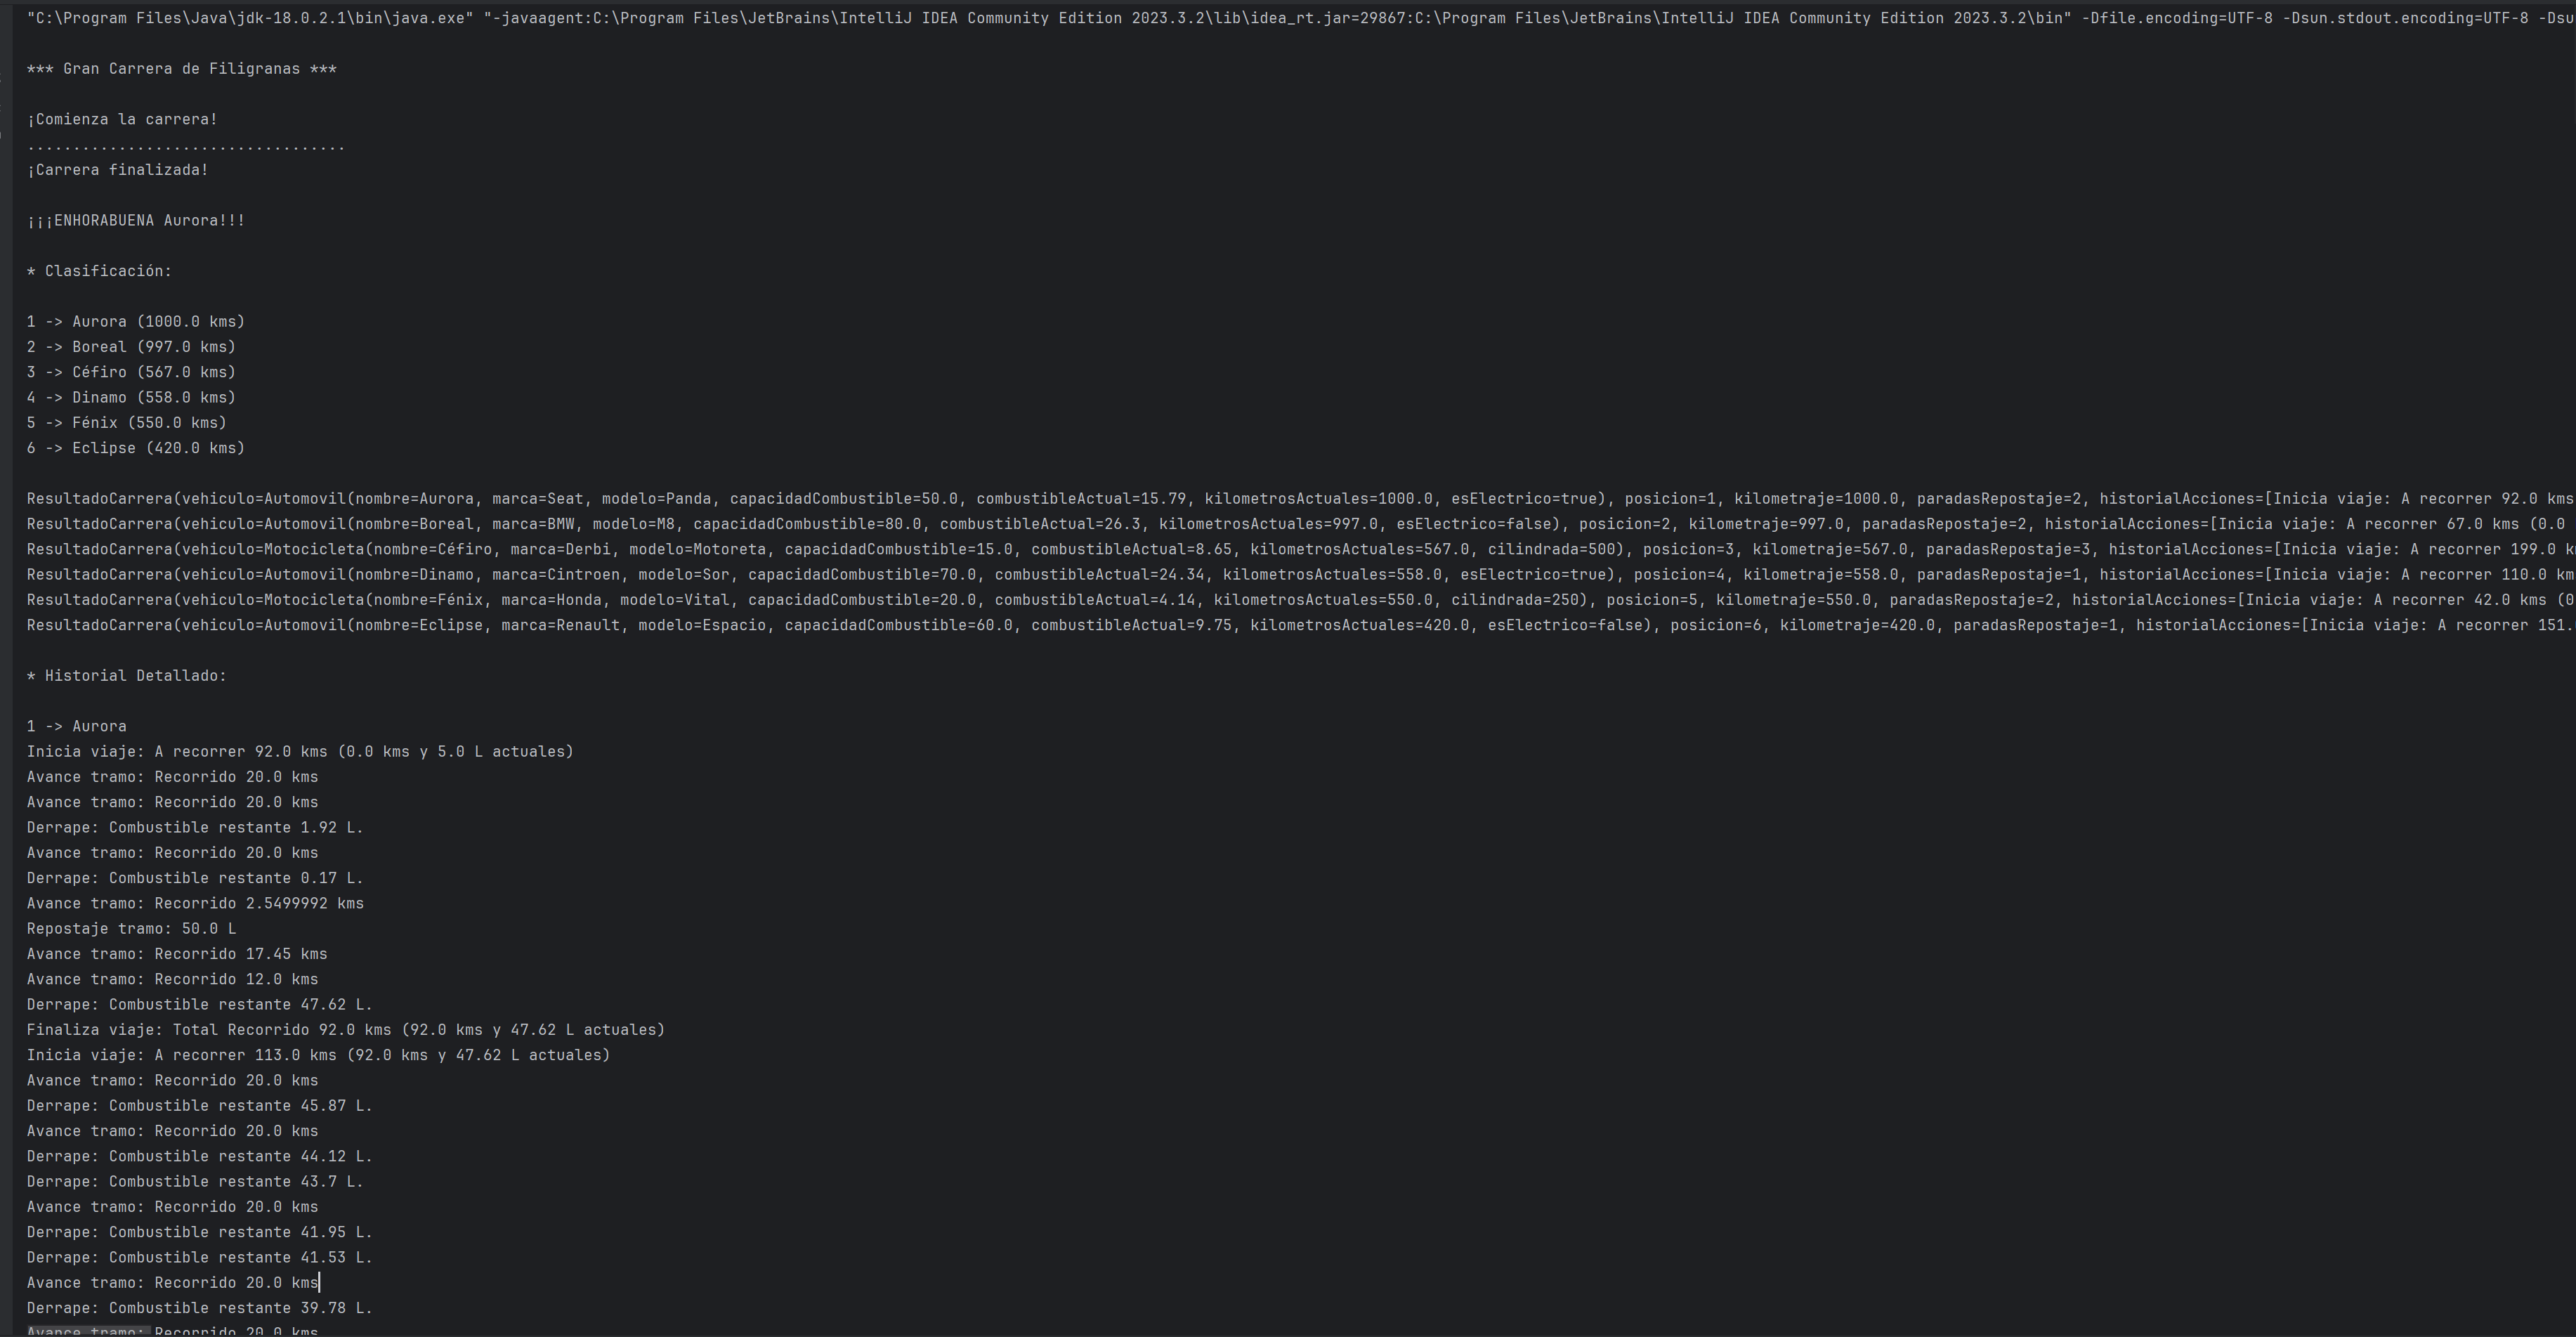 "C:\Program Files\Java\jdk-18.0.2.1\bin\java.exe" "-javaagent:C:\Program Files\JetBrains\IntelliJ IDEA Community Edition 2023.3.2\lib\idea_rt.jar=29867:C:\Program Files\JetBrains\IntelliJ IDEA Community Edition 2023.3.2\bin" -Dfile.encoding=UTF-8 -Dsun.stdout.encoding=UTF-8 -Dsu
*** Gran Carrera de Filigranas ***
¡Comienza la carrera!
...................................
¡Carrera finalizada!
¡¡¡ENHORABUENA Aurora!!!
* Clasificación:
1 -> Aurora (1000.0 kms)
2 -> Boreal (997.0 kms)
3 -> Céfiro (567.0 kms)
4 -> Dinamo (558.0 kms)
5 -> Fénix (550.0 kms)
6 -> Eclipse (420.0 kms)
ResultadoCarrera(vehiculo=Automovil(nombre=Aurora, marca=Seat, modelo=Panda, capacidadCombustible=50.0, combustibleActual=15.79, kilometrosActuales=1000.0, esElectrico=true), posicion=1, kilometraje=1000.0, paradasRepostaje=2, historialAcciones=[Inicia viaje: A recorrer 92.0 kms
ResultadoCarrera(vehiculo=Automovil(nombre=Boreal, marca=BMW, modelo=M8, capacidadCombustible=80.0, combustibleActual=26.3, kilometrosActuales=997.0, esElectrico=false), posicion=2, kilometraje=997.0, paradasRepostaje=2, historialAcciones=[Inicia viaje: A recorrer 67.0 kms (0.0
ResultadoCarrera(vehiculo=Motocicleta(nombre=Céfiro, marca=Derbi, modelo=Motoreta, capacidadCombustible=15.0, combustibleActual=8.65, kilometrosActuales=567.0, cilindrada=500), posicion=3, kilometraje=567.0, paradasRepostaje=3, historialAcciones=[Inicia viaje: A recorrer 199.0 k
ResultadoCarrera(vehiculo=Automovil(nombre=Dinamo, marca=Cintroen, modelo=Sor, capacidadCombustible=70.0, combustibleActual=24.34, kilometrosActuales=558.0, esElectrico=true), posicion=4, kilometraje=558.0, paradasRepostaje=1, historialAcciones=[Inicia viaje: A recorrer 110.0 km
ResultadoCarrera(vehiculo=Motocicleta(nombre=Fénix, marca=Honda, modelo=Vital, capacidadCombustible=20.0, combustibleActual=4.14, kilometrosActuales=550.0, cilindrada=250), posicion=5, kilometraje=550.0, paradasRepostaje=2, historialAcciones=[Inicia viaje: A recorrer 42.0 kms (0
ResultadoCarrera(vehiculo=Automovil(nombre=Eclipse, marca=Renault, modelo=Espacio, capacidadCombustible=60.0, combustibleActual=9.75, kilometrosActuales=420.0, esElectrico=false), posicion=6, kilometraje=420.0, paradasRepostaje=1, historialAcciones=[Inicia viaje: A recorrer 151.
* Historial Detallado:
1 -> Aurora
Inicia viaje: A recorrer 92.0 kms (0.0 kms y 5.0 L actuales)
Avance tramo: Recorrido 20.0 kms
Avance tramo: Recorrido 20.0 kms
Derrape: Combustible restante 1.92 L.
Avance tramo: Recorrido 20.0 kms
Derrape: Combustible restante 0.17 L.
Avance tramo: Recorrido 2.5499992 kms
Repostaje tramo: 50.0 L
Avance tramo: Recorrido 17.45 kms
Avance tramo: Recorrido 12.0 kms
Derrape: Combustible restante 47.62 L.
Finaliza viaje: Total Recorrido 92.0 kms (92.0 kms y 47.62 L actuales)
Inicia viaje: A recorrer 113.0 kms (92.0 kms y 47.62 L actuales)
Avance tramo: Recorrido 20.0 kms
Derrape: Combustible restante 45.87 L.
Avance tramo: Recorrido 20.0 kms
Derrape: Combustible restante 44.12 L.
Derrape: Combustible restante 43.7 L.
Avance tramo: Recorrido 20.0 kms
Derrape: Combustible restante 41.95 L.
Derrape: Combustible restante 41.53 L.
Avance tramo: Recorrido 20.0 kms
Derrape: Combustible restante 39.78 L.
Avance tramo: Recorrido 20.0 kms